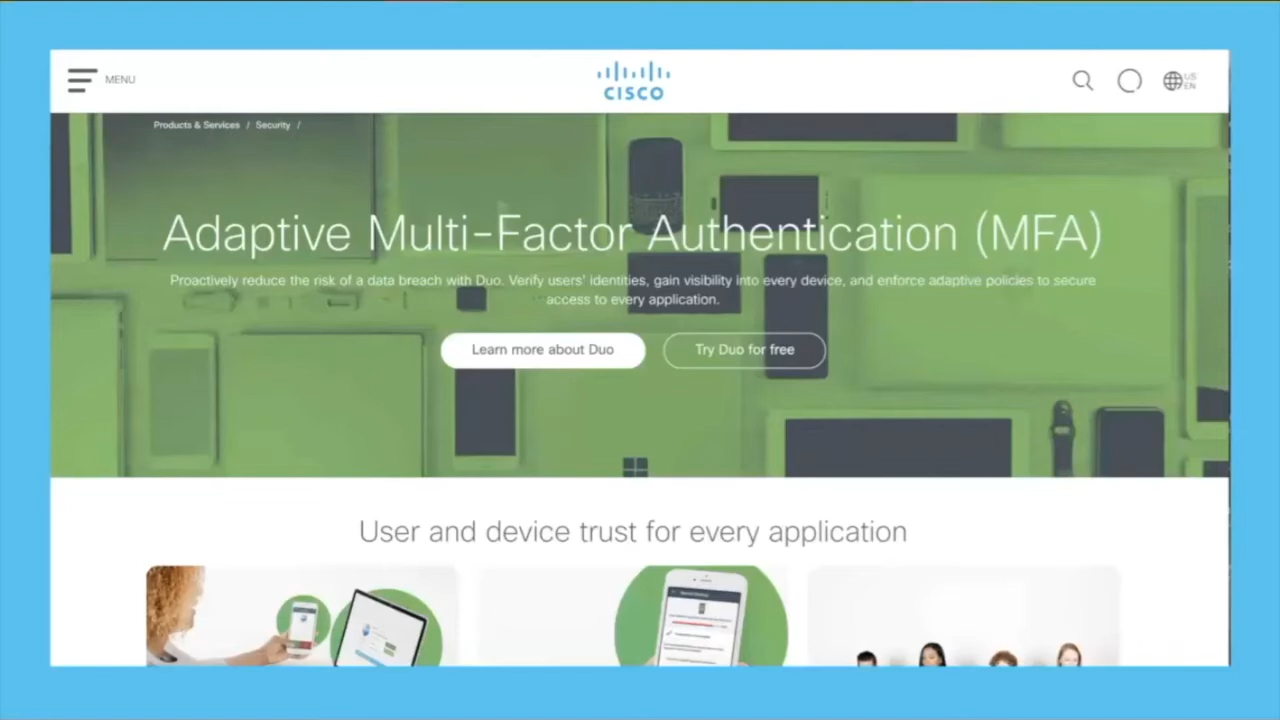 MENU
CISCO
US
EN
Products & Services / Security /
Adaptive Multi-Factor Authentication (MFA)
Proactively reduce the risk of a data breach with Duo. Verify users' identities, gain visibility into every device, and enforce adaptive policies to secure
access to every application.
Learn more about Duo
Try Duo for free
User and device trust for every application